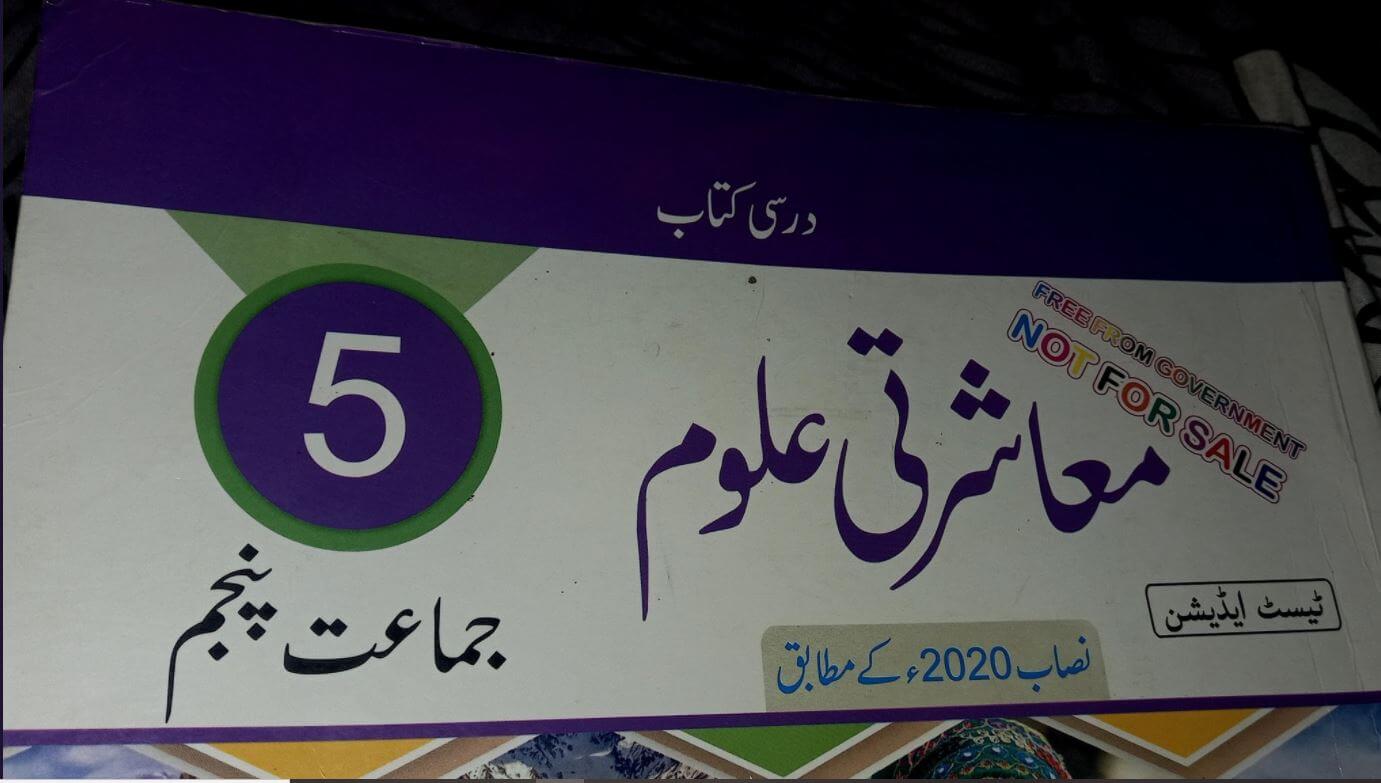 درسی کتاب
FREE FROM GOVERNMENT
NOT FOR SALE
معاشرتی علوم
5
جماعت پنجم
ٹیسٹ ایڈیشن
نصاب 2020ء کے مطابق